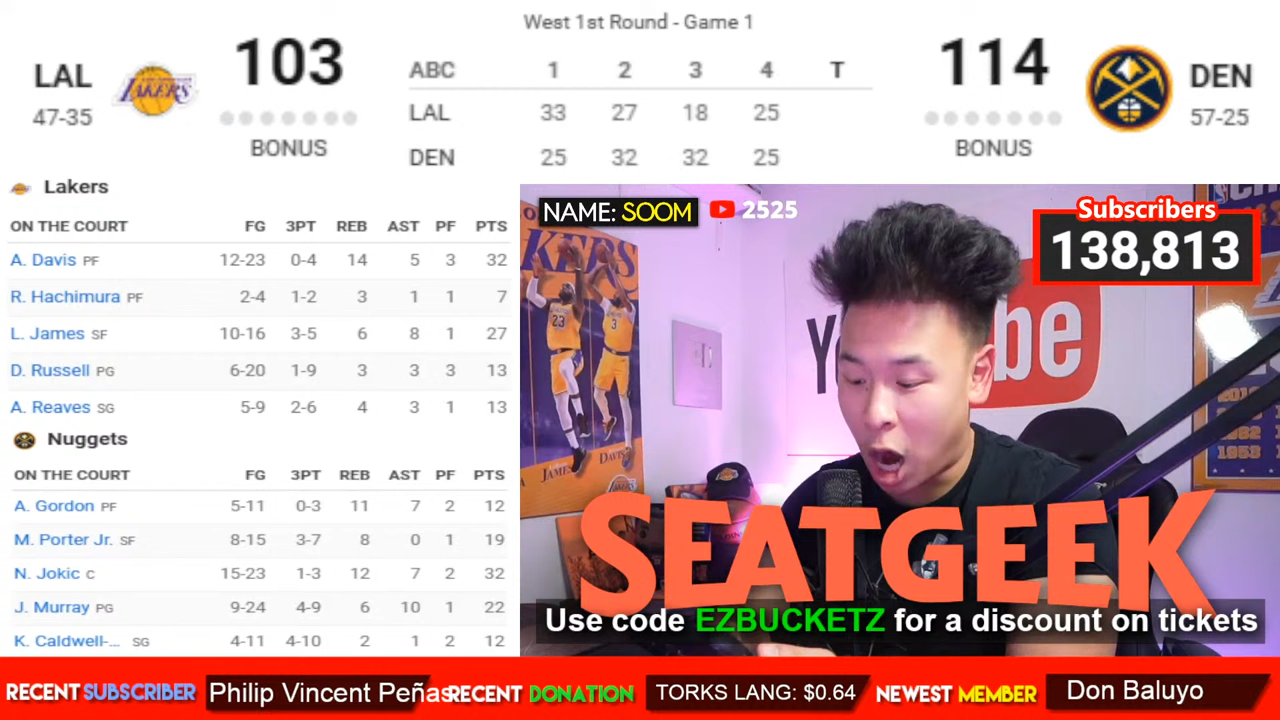 West 1st Round - Game 1
LAL 103 ABC 1 2 3 4 T 114 DEN
47-35 LAL 33 27 18 25 57-25
BONUS DEN 25 32 32 25 BONUS
LAKERS
Lakers
ON THE COURT FG 3PT REB AST PF PTS
A. Davis PF 12-23 0-4 14 5 3 32
R. Hachimura PF 2-4 1-2 3 1 1 7
L. James SF 10-16 3-5 6 8 1 27
D. Russell PG 6-20 1-9 3 3 3 13
A. Reaves SG 5-9 2-6 4 3 1 13
Nuggets
ON THE COURT FG 3PT REB AST PF PTS
A. Gordon PF 5-11 0-3 11 7 2 12
M. Porter Jr. SF 8-15 3-7 8 0 1 19
N. Jokic C 15-23 1-3 12 7 2 32
J. Murray PG 9-24 4-9 6 10 1 22
K. Caldwell-... SG 4-11 4-10 2 1 2 12
NAME: SOOM 2525
Subscribers
138,813
KERS
23 3
JAMES DAVIS
Y be
SEATGEEK
Use code EZBUCKETZ for a discount on tickets
RECENT SUBSCRIBER Philip Vincent Peñas RECENT DONATION TORKS LANG: $0.64 NEWEST MEMBER Don Baluyo